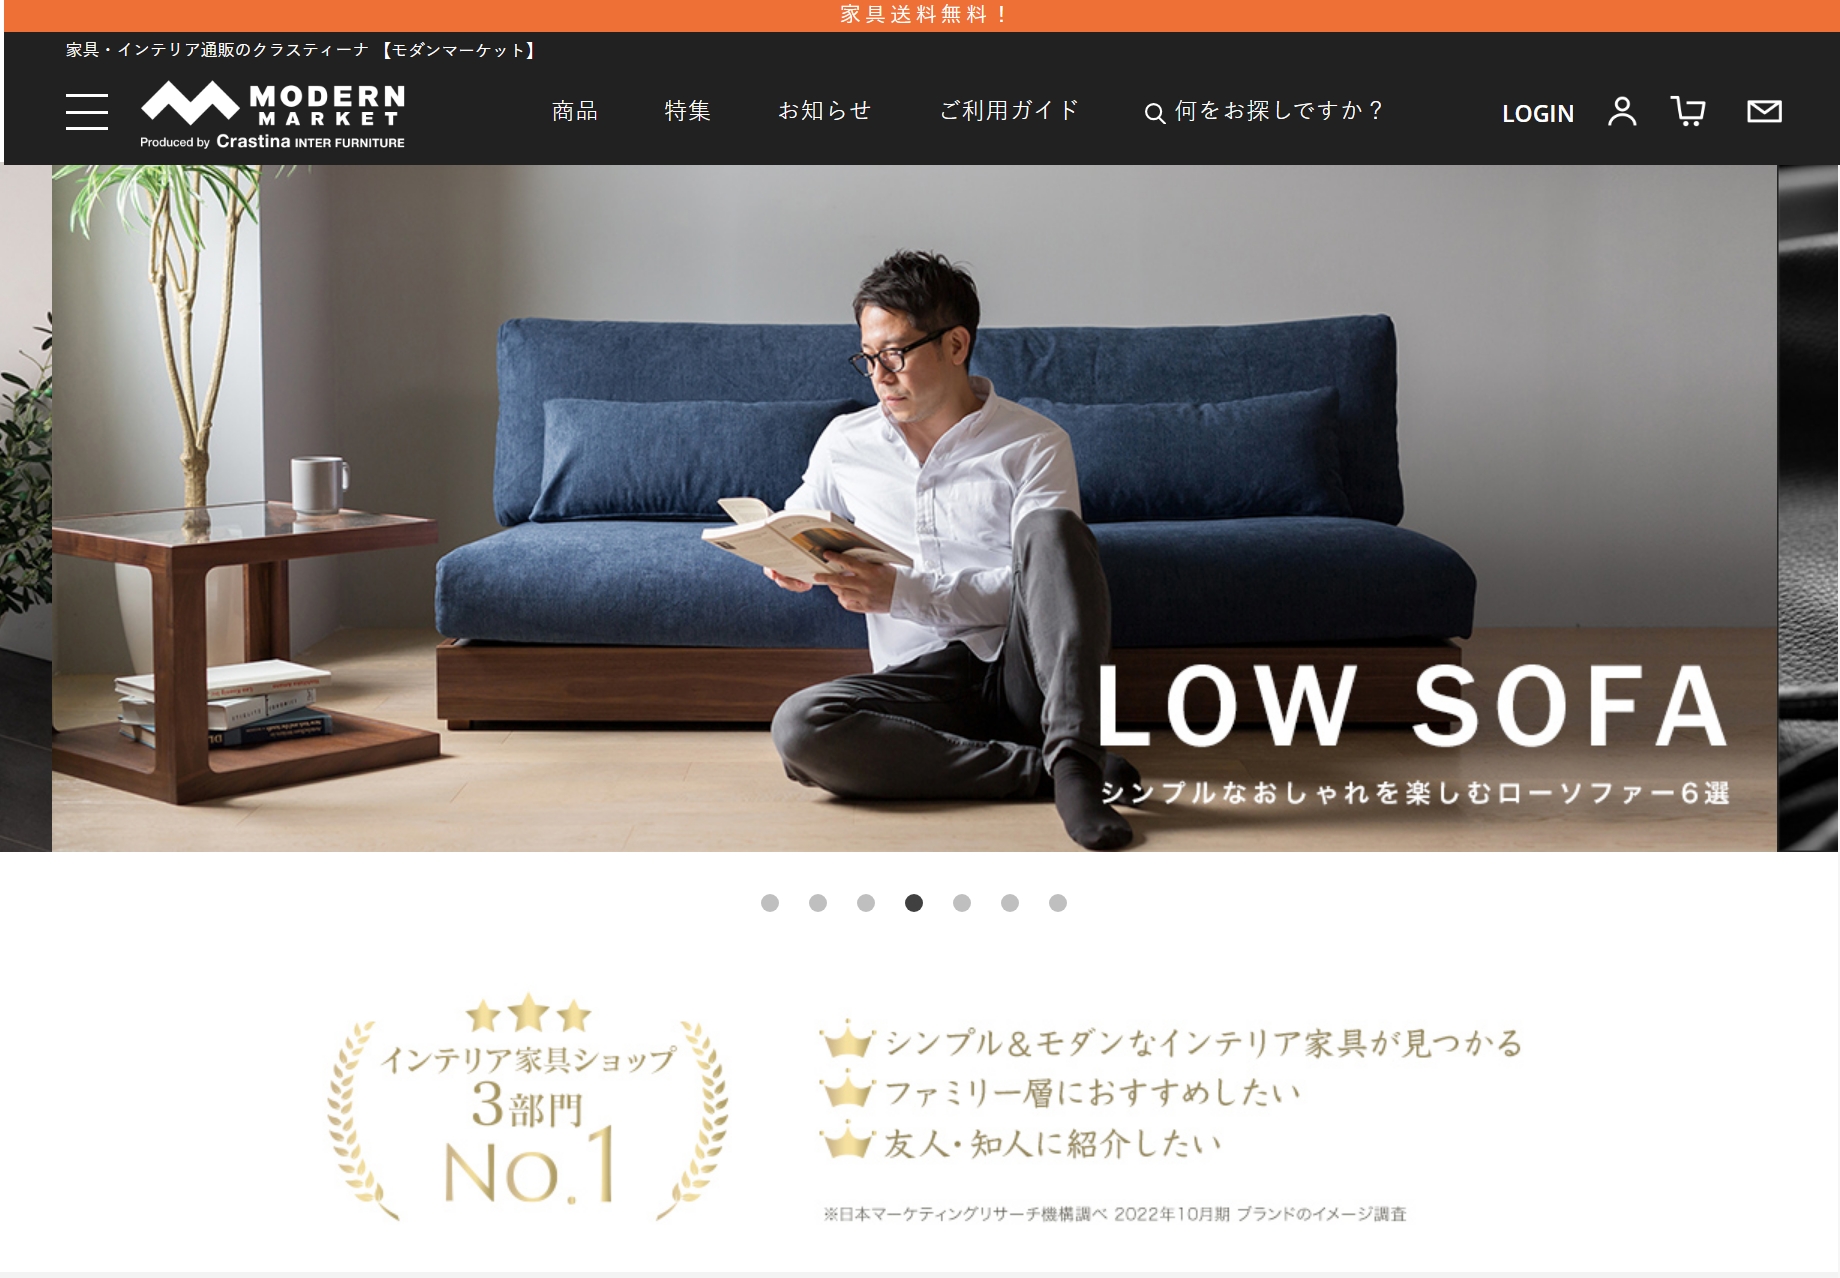 家具送料無料！
家具・インテリア通販のクラスティーナ 【モダンマーケット】
MODERN
MARKET
Produced by Crastina INTER FURNITURE
商品 特集 お知らせ ご利用ガイド 何をお探しですか？ LOGIN
LOW SOFA
シンプルなおしゃれを楽しむローソファー6選
インテリア家具ショップ
3部門
No.1
シンプル＆モダンなインテリア家具が見つかる
ファミリー層におすすめしたい
友人・知人に紹介したい
※日本マーケティングリサーチ機構調べ 2022年10月期 ブランドのイメージ調査